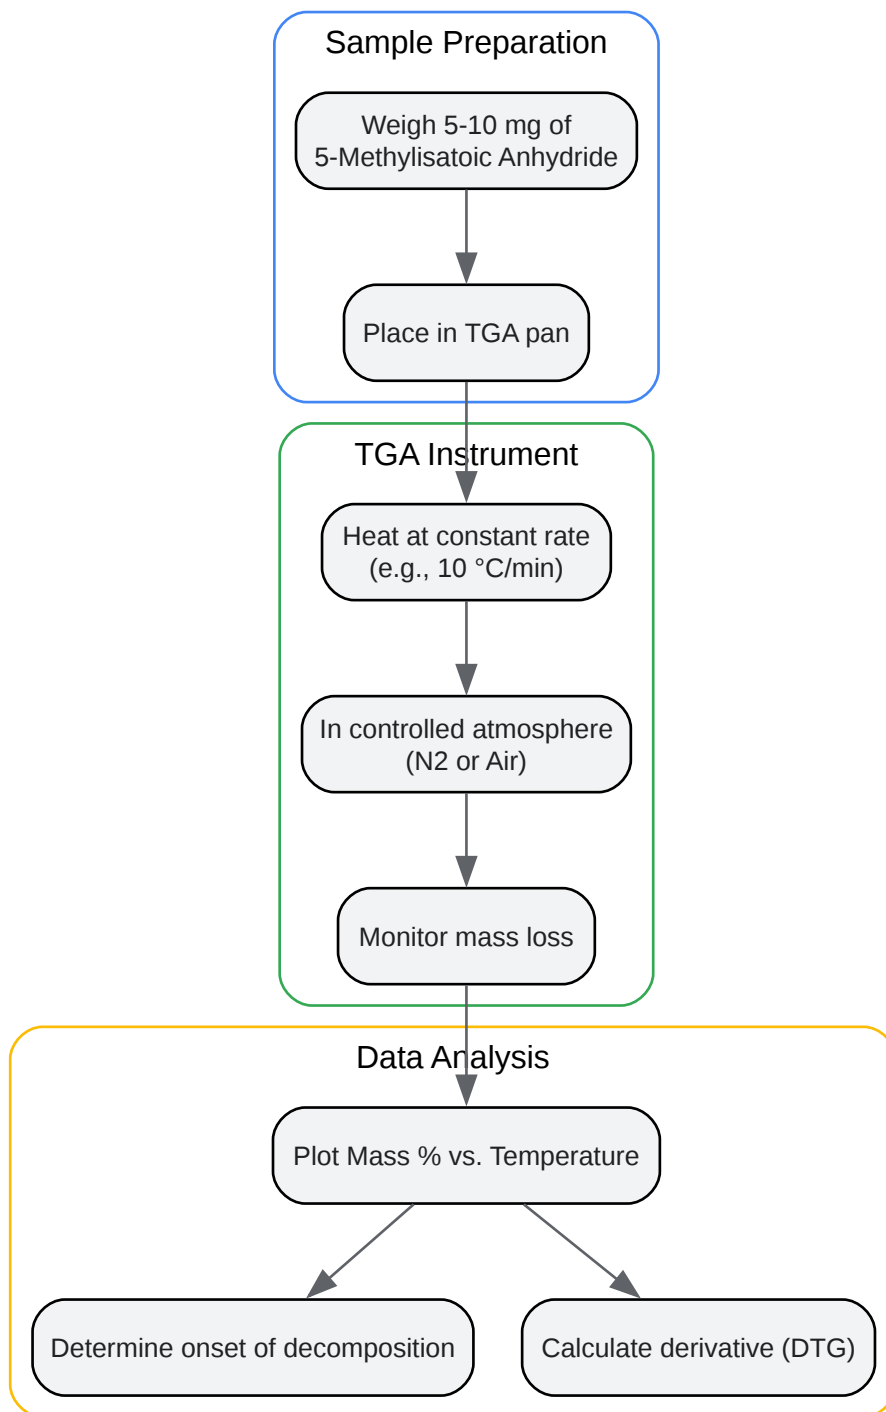 Sample Preparation
Weigh 5-10 mg of
5-Methylisatoic Anhydride
Place in TGA pan
TGA Instrument
Heat at constant rate
(e.g., 10 °C/min)
In controlled atmosphere
(N2 or Air)
Monitor mass loss
Data Analysis
Plot Mass % vs. Temperature
Determine onset of decomposition
Calculate derivative (DTG)